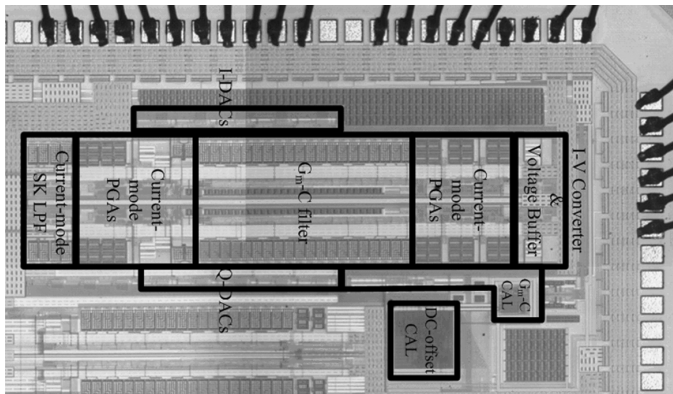 I-DACs
Current-mode
SK LPF
Current-
mode
PGAs
Gm-C filter
Current-
mode
PGAs
I-V Converter
&
Voltage Buffer
Q-DACs
Gm-C
CAL
DC-offset
CAL